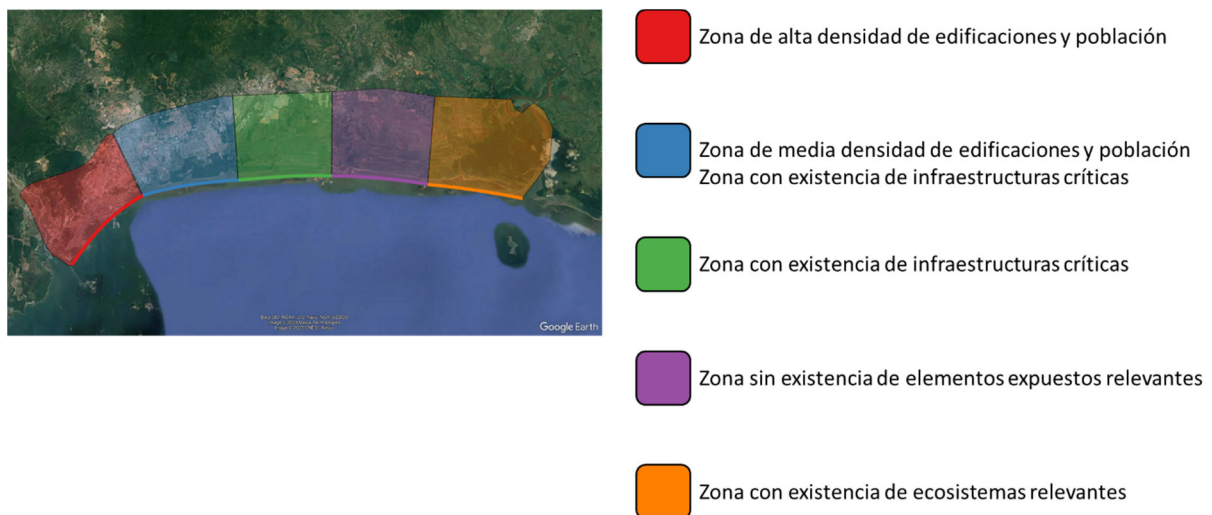 Zona de alta densidad de edificaciones y población
Zona de media densidad de edificaciones y población
Zona con existencia de infraestructuras críticas
Zona con existencia de infraestructuras críticas
Zona sin existencia de elementos expuestos relevantes
Zona con existencia de ecosistemas relevantes
Google Earth